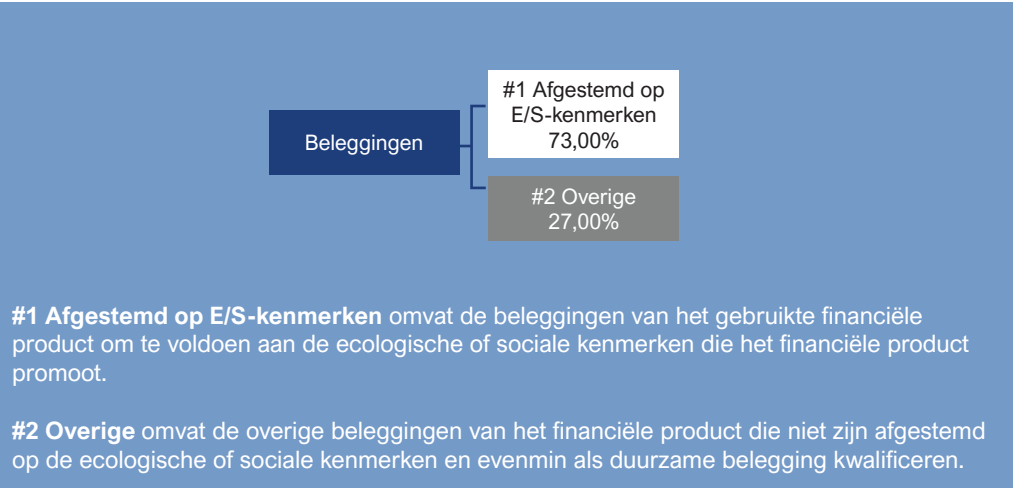 #1 Afgestemd op
E/S-kenmerken
73,00%
Beleggingen
#2 Overige
27,00%
#1 Afgestemd op E/S-kenmerken omvat de beleggingen van het gebruikte financiële
product om te voldoen aan de ecologische of sociale kenmerken die het financiële product
promoot.
#2 Overige omvat de overige beleggingen van het financiële product die niet zijn afgestemd
op de ecologische of sociale kenmerken en evenmin als duurzame belegging kwalificeren.